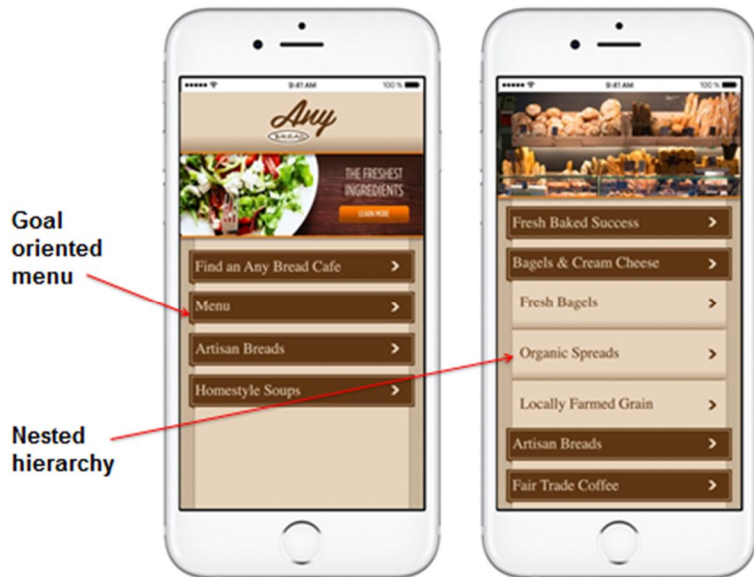 Goal
oriented
menu
Nested
hierarchy
9:41 AM
100 %
Any
BREAD
THE FRESHEST
INGREDIENTS
LEARN MORE
Find an Any Bread Cafe
Menu
Artisan Breads
Homestyle Soups
9:41 AM
100 %
Fresh Baked Success
Bagels & Cream Cheese
Fresh Bagels
Organic Spreads
Locally Farmed Grain
Artisan Breads
Fair Trade Coffee